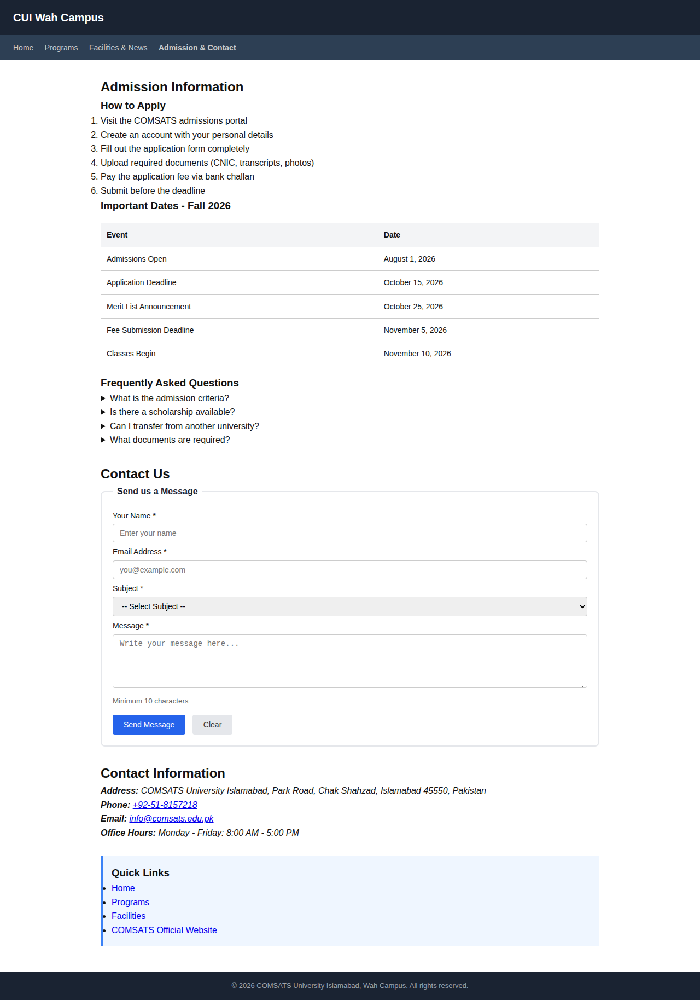 CUI Wah Campus
Home Programs Facilities & News Admission & Contact
Admission Information
How to Apply
1. Visit the COMSATS admissions portal
2. Create an account with your personal details
3. Fill out the application form completely
4. Upload required documents (CNIC, transcripts, photos)
5. Pay the application fee via bank challan
6. Submit before the deadline
Important Dates - Fall 2026
Event Date
Admissions Open August 1, 2026
Application Deadline October 15, 2026
Merit List Announcement October 25, 2026
Fee Submission Deadline November 5, 2026
Classes Begin November 10, 2026
Frequently Asked Questions
What is the admission criteria?
Is there a scholarship available?
Can I transfer from another university?
What documents are required?
Contact Us
Send us a Message
Your Name *
Enter your name
Email Address *
you@example.com
Subject *
-- Select Subject --
Message *
Write your message here...
Minimum 10 characters
Send Message Clear
Contact Information
Address: COMSATS University Islamabad, Park Road, Chak Shahzad, Islamabad 45550, Pakistan
Phone: +92-51-8157218
Email: info@comsats.edu.pk
Office Hours: Monday - Friday: 8:00 AM - 5:00 PM
Quick Links
Home
Programs
Facilities
COMSATS Official Website
© 2026 COMSATS University Islamabad, Wah Campus. All rights reserved.